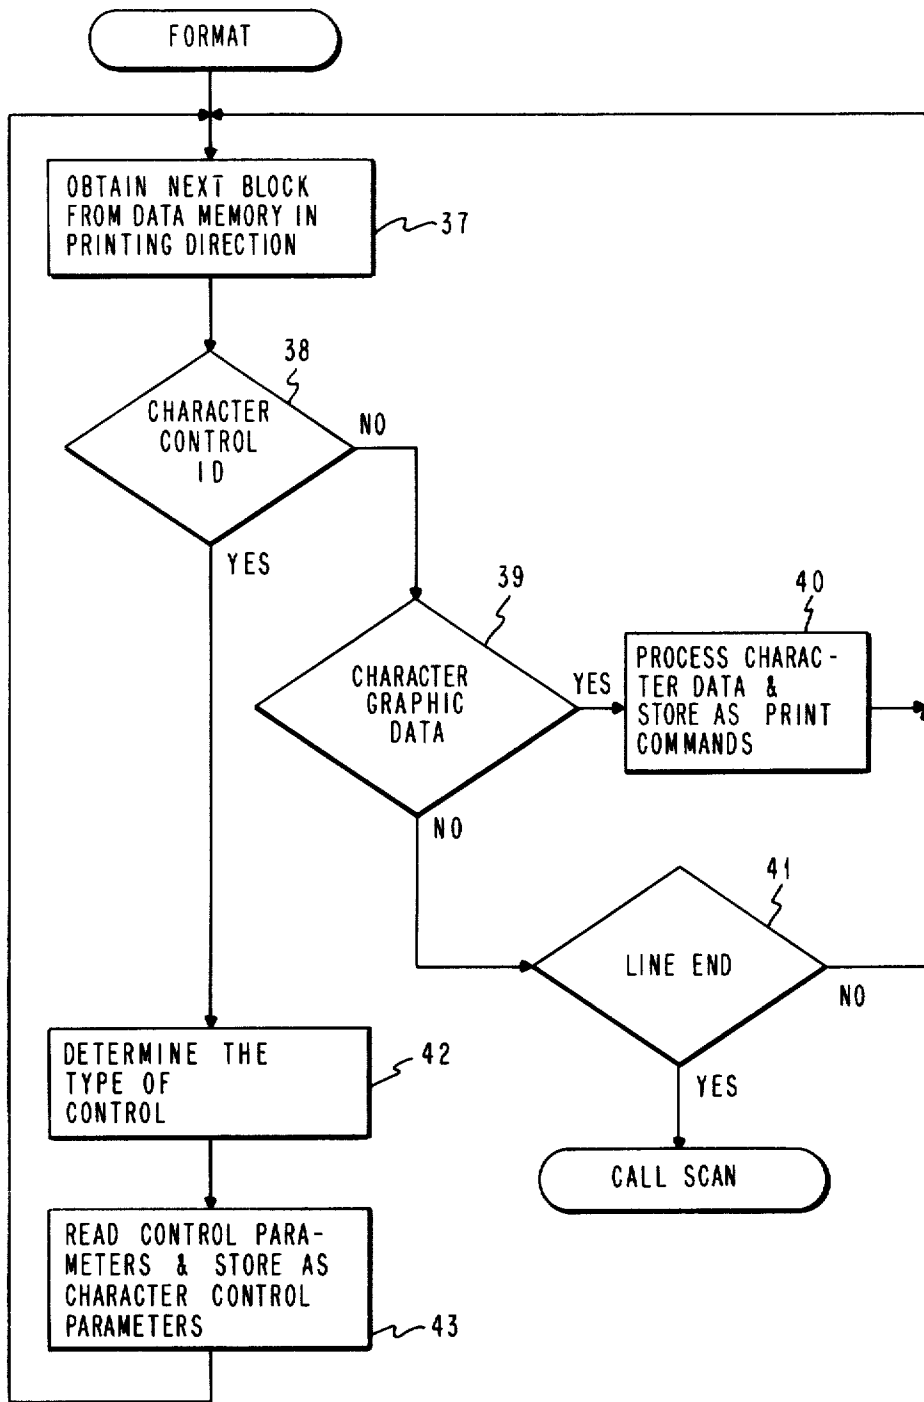 FORMAT
OBTAIN NEXT BLOCK
FROM DATA MEMORY IN
PRINTING DIRECTION
37
38
CHARACTER
CONTROL
ID
NO
YES
39
CHARACTER
GRAPHIC
DATA
YES
NO
40
PROCESS CHARAC-
TER DATA &
STORE AS PRINT
COMMANDS
41
LINE END
NO
YES
CALL SCAN
DETERMINE THE
TYPE OF
CONTROL
42
READ CONTROL PARA-
METERS & STORE AS
CHARACTER CONTROL
PARAMETERS
43